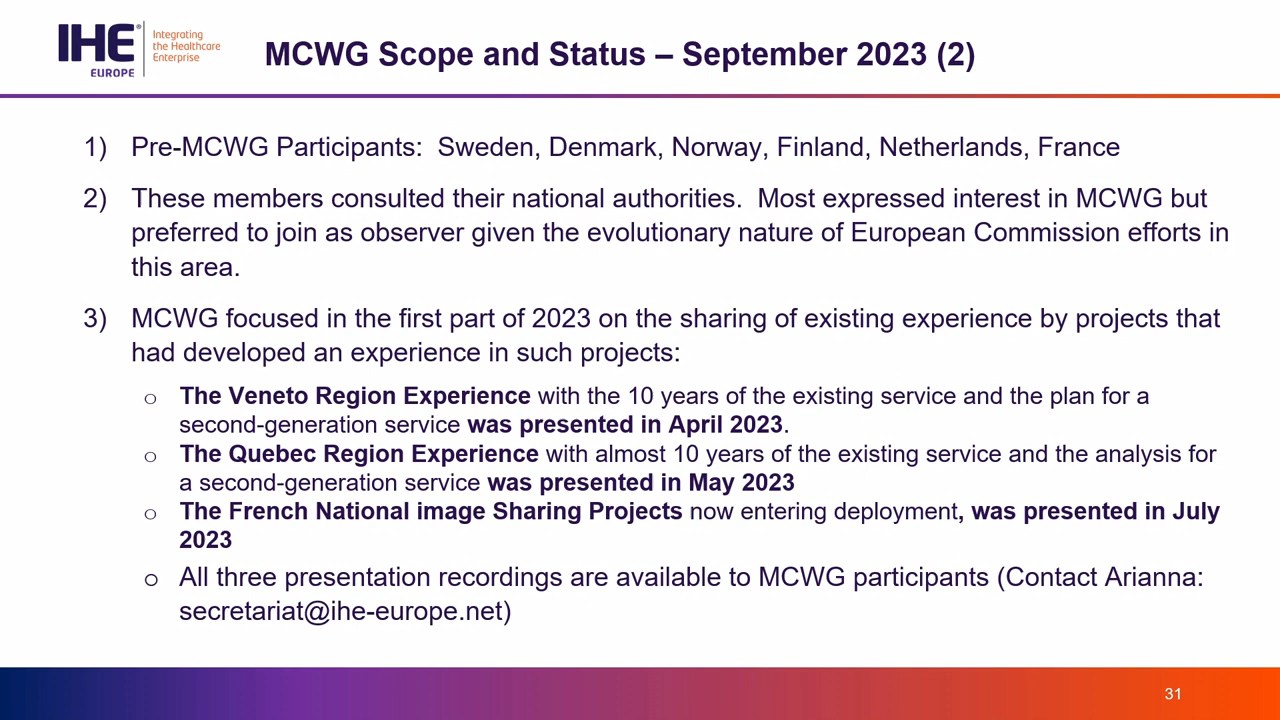 IHE®
EUROPE
Integrating
the Healthcare
Enterprise
MCWG Scope and Status – September 2023 (2)
1) Pre-MCWG Participants: Sweden, Denmark, Norway, Finland, Netherlands, France
2) These members consulted their national authorities. Most expressed interest in MCWG but
preferred to join as observer given the evolutionary nature of European Commission efforts in
this area.
3) MCWG focused in the first part of 2023 on the sharing of existing experience by projects that
had developed an experience in such projects:
o The Veneto Region Experience with the 10 years of the existing service and the plan for a
second-generation service was presented in April 2023.
o The Quebec Region Experience with almost 10 years of the existing service and the analysis for
a second-generation service was presented in May 2023
o The French National image Sharing Projects now entering deployment, was presented in July
2023
o All three presentation recordings are available to MCWG participants (Contact Arianna:
secretariat@ihe-europe.net)
31